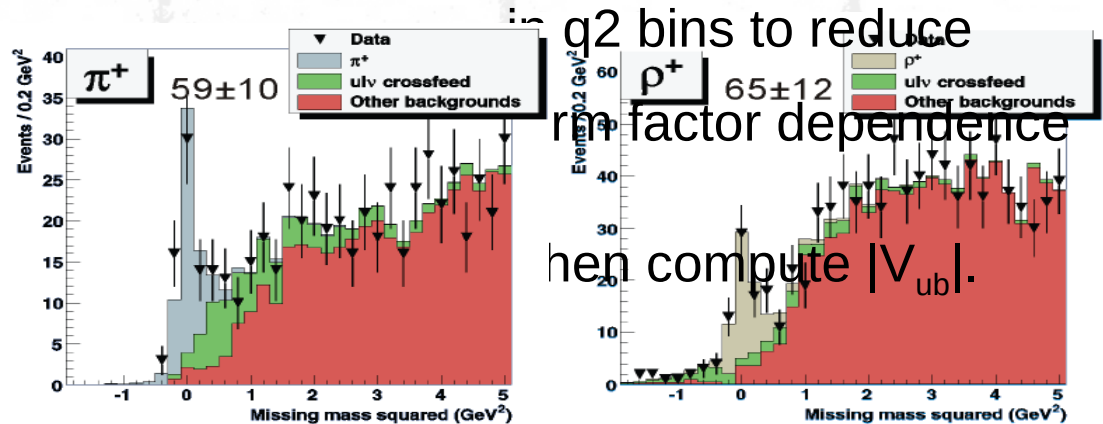 in q2 bins to reduce
rm factor dependence
hen compute |Vub|.
π+
59±10
Data
π+
ulν crossfeed
Other backgrounds
Events / 0.2 GeV2
40
35
30
25
20
15
10
5
0
-1 0 1 2 3 4 5
Missing mass squared (GeV2)
ρ+
65±12
Data
ρ+
ulν crossfeed
Other backgrounds
Events / 0.2 GeV2
60
50
40
30
20
10
0
-1 0 1 2 3 4 5
Missing mass squared (GeV2)